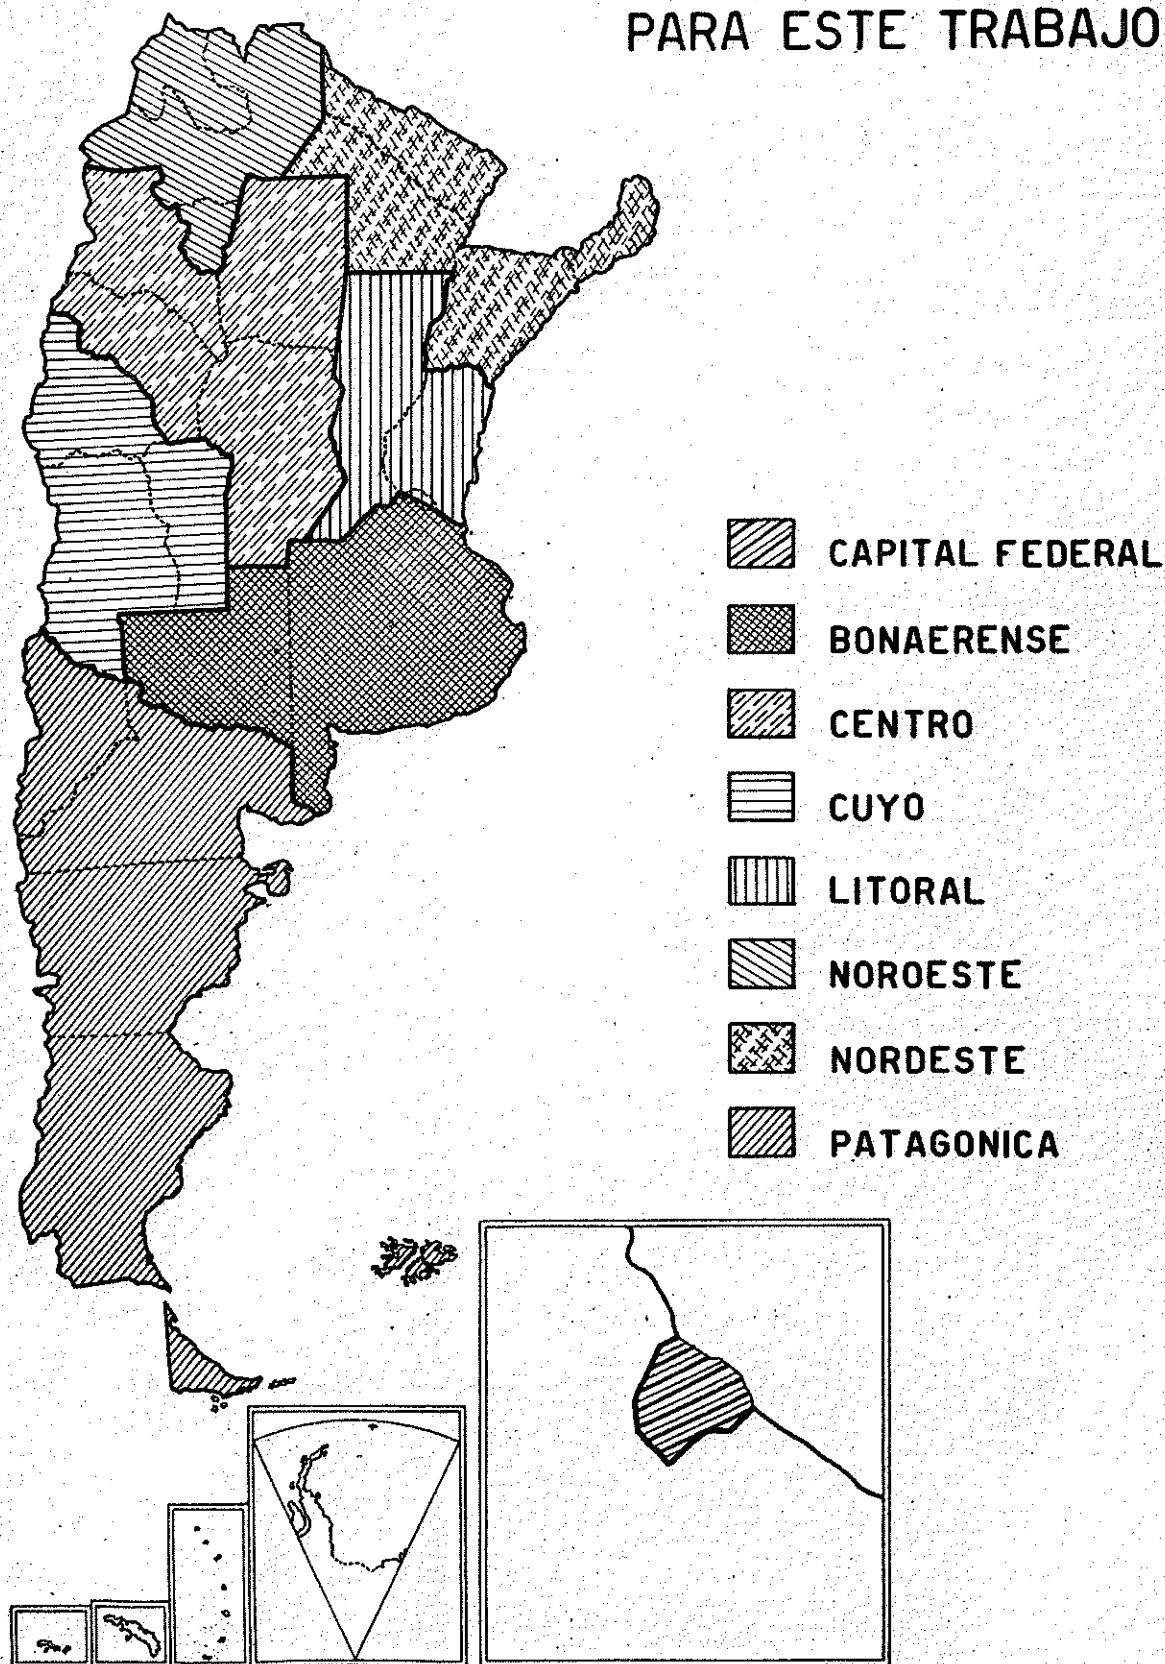 PARA ESTE TRABAJO
CAPITAL FEDERAL
BONAERENSE
CENTRO
CUYO
LITORAL
NOROESTE
NORDESTE
PATAGONICA